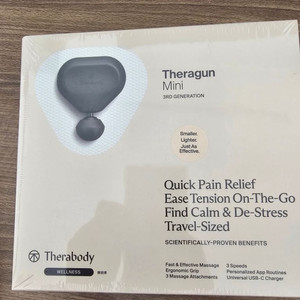 Theragun
Mini
3RD GENERATION
Smaller.
Lighter.
Just As
Effective.
Quick Pain Relief
Ease Tension On-The-Go
Find Calm & De-Stress
Travel-Sized
SCIENTIFICALLY-PROVEN BENEFITS
Therabody
WELLNESS
Fast & Effective Massage
Ergonomic Grip
3 Massage Attachments
3 Speeds
Personalized App Routines
Universal USB-C Charger